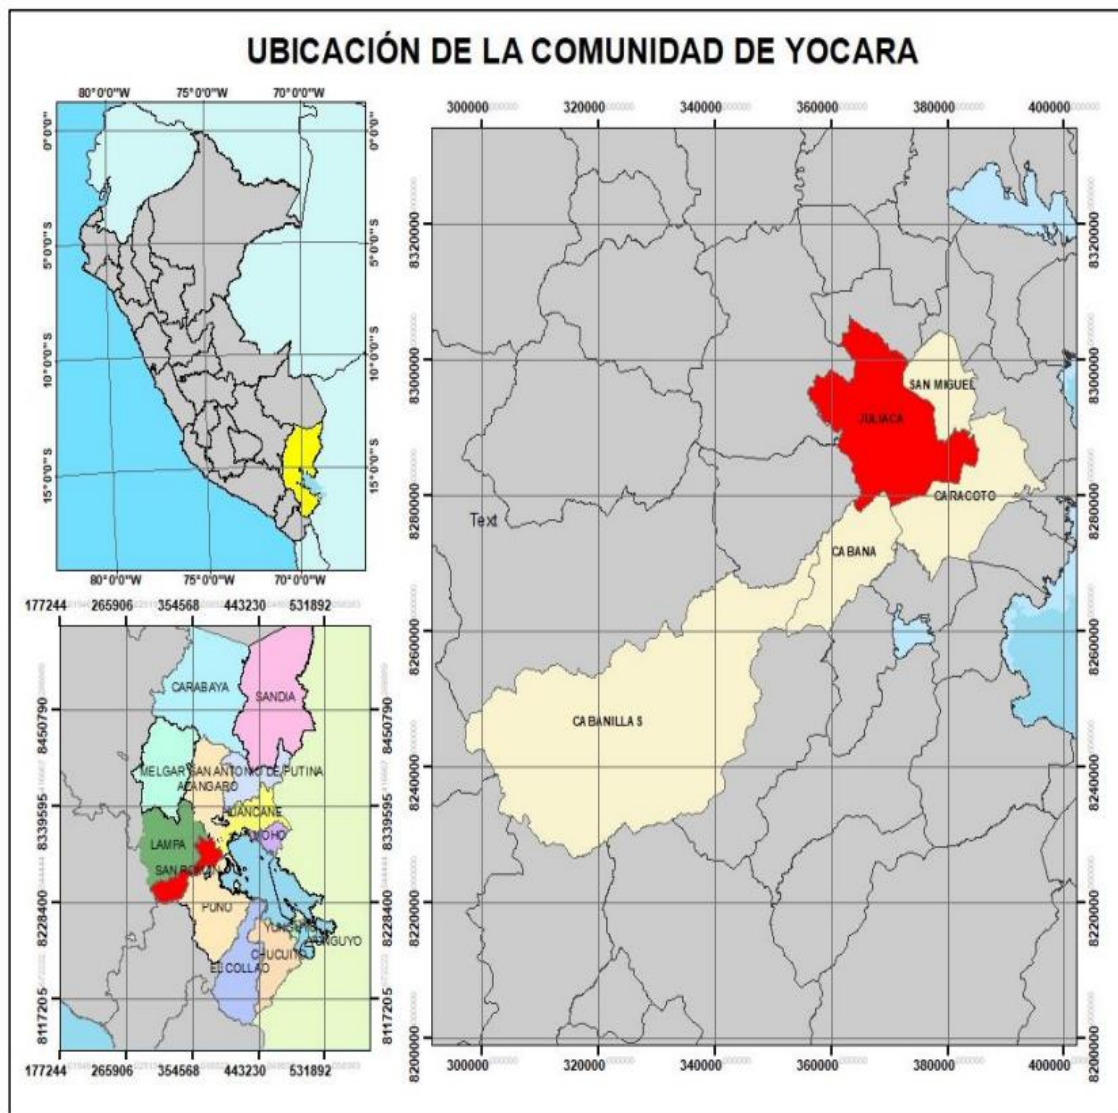 UBICACIÓN DE LA COMUNIDAD DE YOCARA
80°0'0"W 75°0'0"W 70°0'0"W
0°0'0" 0°0'0"
5°0'0"S 5°0'0"S
10°0'0"S 10°0'0"S
15°0'0"S 15°0'0"S
80°0'0"W 75°0'0"W 70°0'0"W
177244 265906 354568 443230 531892
CARABAYA
SANDIA
8450790 8450790
MELGAR SAN ANTONIO DE PUTINA
8339595 8339595
HUANCANE
MOHO
LAMPA
SAN ROMAN
PUNO
8228400 8228400
YUNGUYO
CHUCUITO
EL COLLAO
8117205 8117205
177244 265906 354568 443230 531892
300000 320000 340000 360000 380000 400000
8320000 8320000
8300000 8300000
SAN MIGUEL
JULIACA
8280000 8280000
CARACOTO
Text
CABANA
8260000 8260000
CABANILLAS
8240000 8240000
8220000 8220000
8200000 8200000
300000 320000 340000 360000 380000 400000